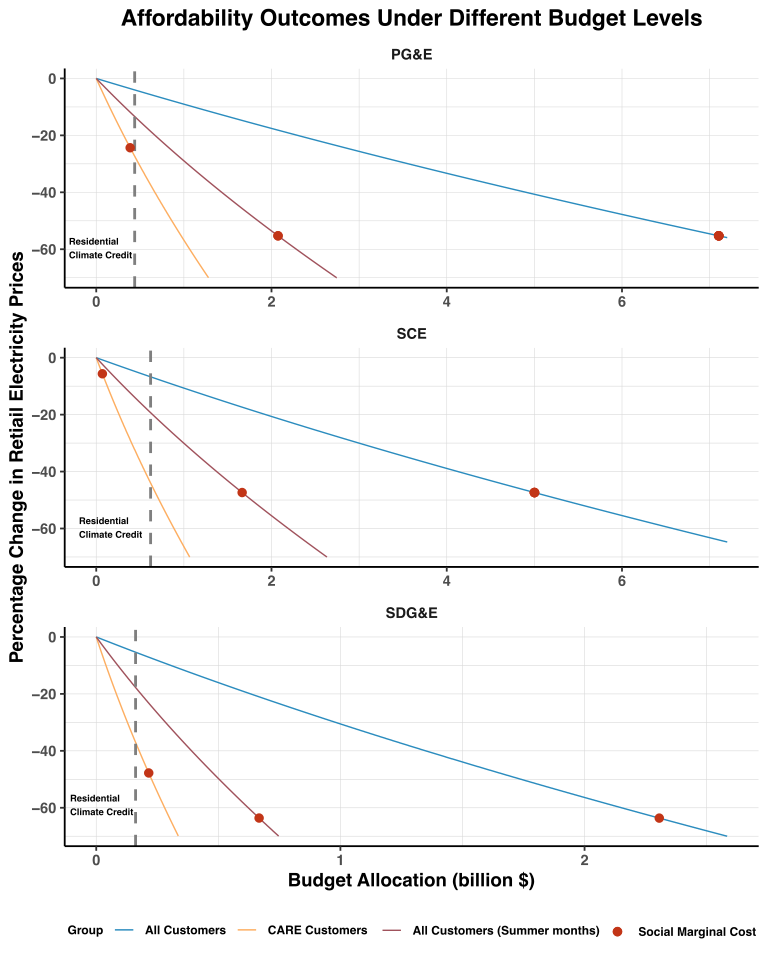 Affordability Outcomes Under Different Budget Levels
Percentage Change in Retiail Electricity Prices
PG&E
0
−20
−40
−60
Residential
Climate Credit
0 2 4 6
SCE
0
−20
−40
−60
Residential
Climate Credit
0 2 4 6
SDG&E
0
−20
−40
−60
Residential
Climate Credit
0 1 2
Budget Allocation (billion $)
Group All Customers CARE Customers All Customers (Summer months) Social Marginal Cost